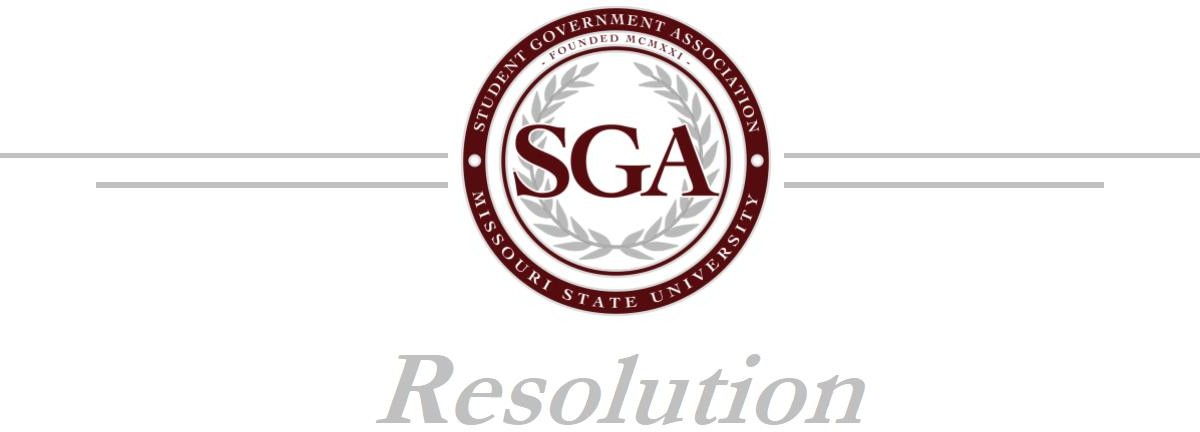 STUDENT GOVERNMENT ASSOCIATION
- FOUNDED MCMXXI -
SGA
MISSOURI STATE UNIVERSITY
Resolution